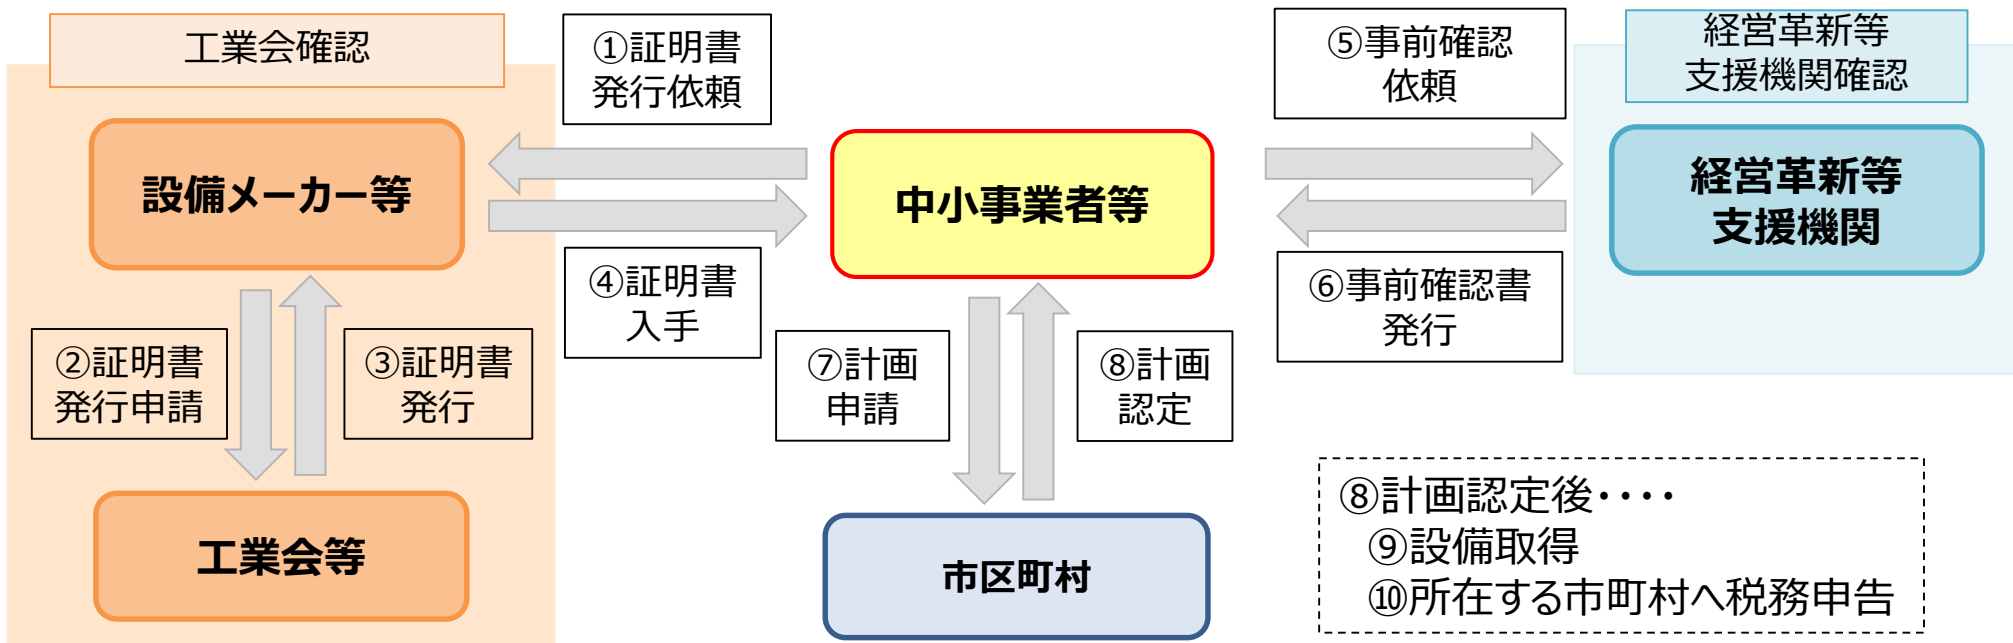 工業会確認
①証明書
発行依頼
⑤事前確認
依頼
経営革新等
支援機関確認
設備メーカー等
中小事業者等
経営革新等
支援機関
④証明書
入手
⑥事前確認書
発行
②証明書
発行申請
③証明書
発行
⑦計画
申請
⑧計画
認定
工業会等
市区町村
⑧計画認定後････
⑨設備取得
⑩所在する市町村へ税務申告